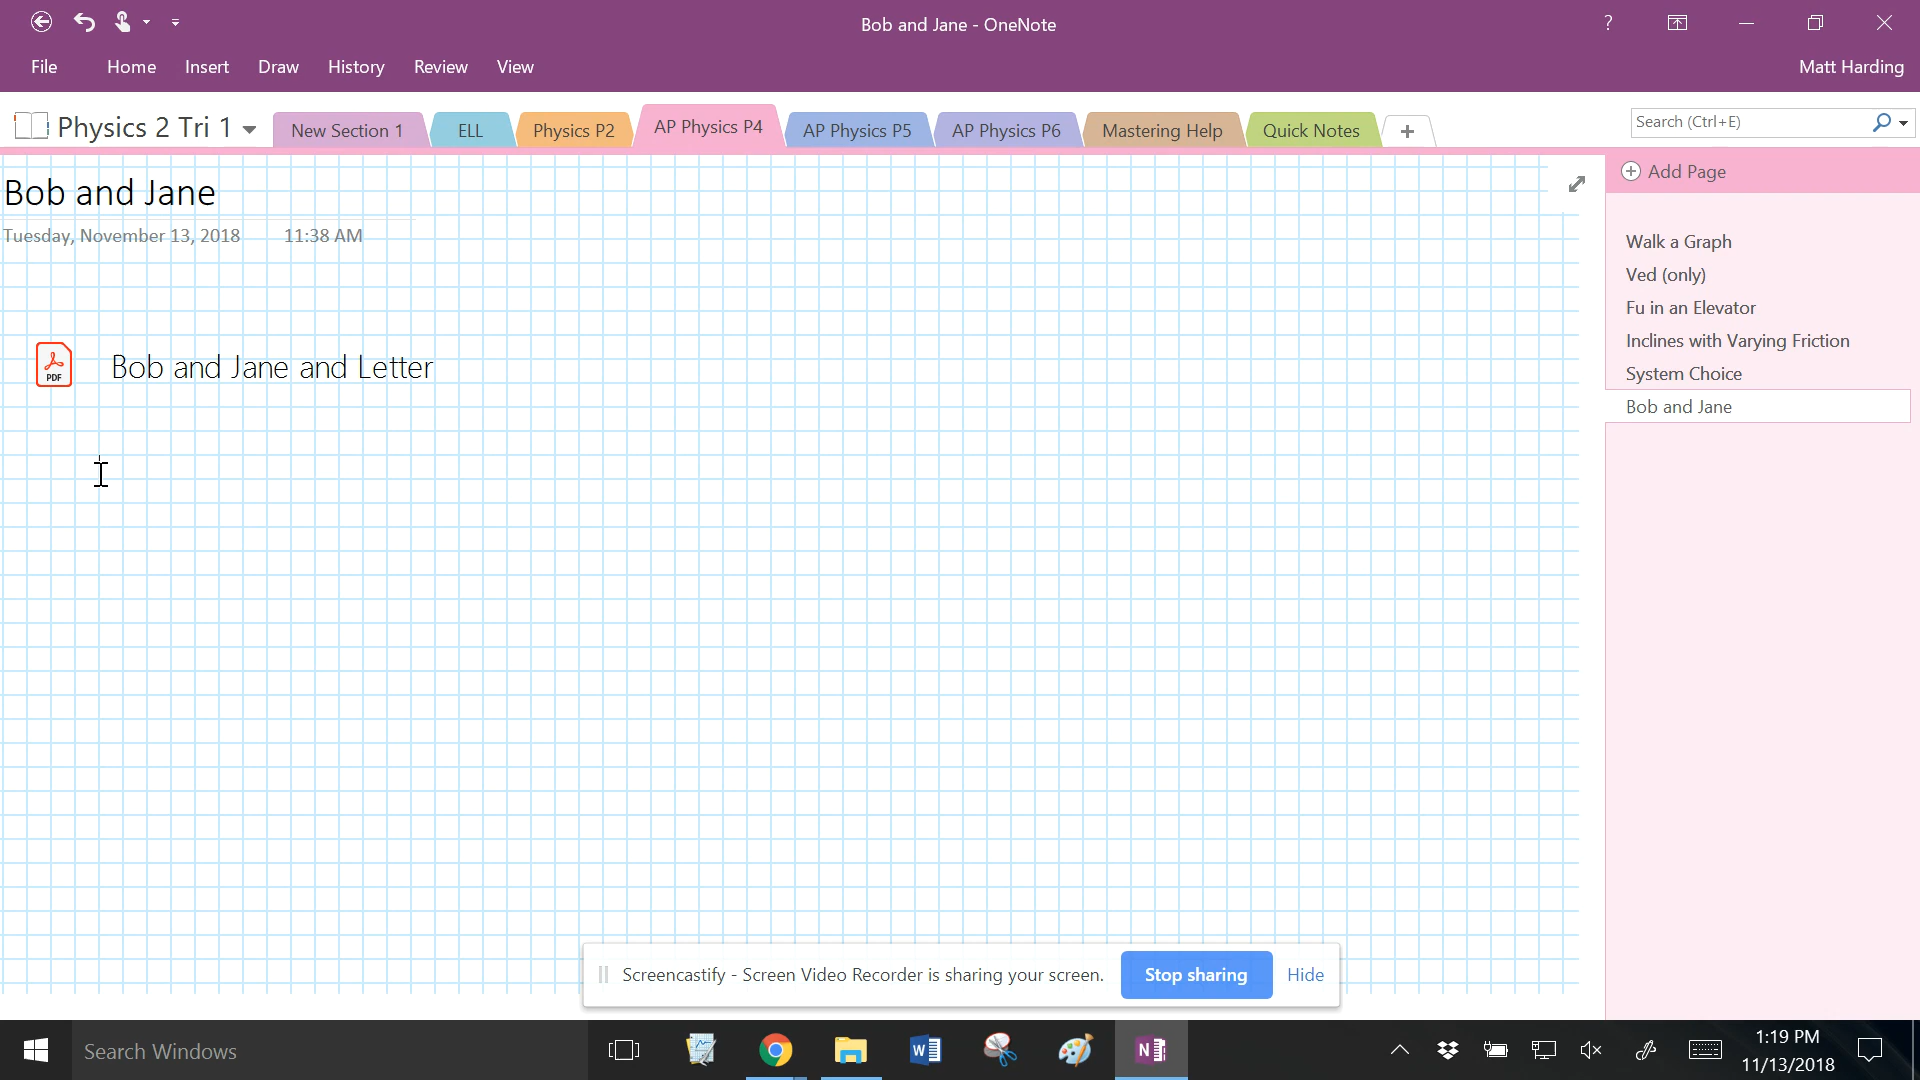 Bob and Jane - OneNote
?
File Home Insert Draw History Review View
Matt Harding
Physics 2 Tri 1
New Section 1
ELL
Physics P2
AP Physics P4
AP Physics P5
AP Physics P6
Mastering Help
Quick Notes
+
Search (Ctrl+E)
Bob and Jane
Tuesday, November 13, 2018 11:38 AM
PDF
Bob and Jane and Letter
Add Page
Walk a Graph
Ved (only)
Fu in an Elevator
Inclines with Varying Friction
System Choice
Bob and Jane
Screencastify - Screen Video Recorder is sharing your screen.
Stop sharing
Hide
Search Windows
W
N
1:19 PM
11/13/2018